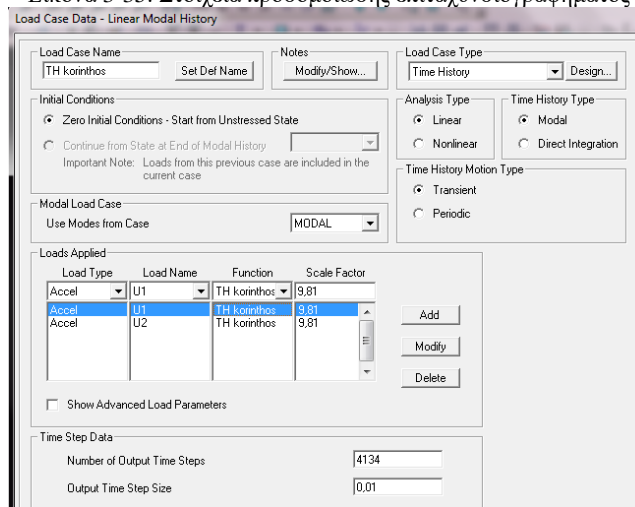 Εικόνα 5-35. Στοιχεία προσομοίωσης επιταχυνσιογραφήματος
Load Case Data - Linear Modal History
Load Case Name
TH korinthos
Set Def Name
Notes
Modify/Show...
Load Case Type
Time History
Design...
Initial Conditions
Zero Initial Conditions - Start from Unstressed State
Continue from State at End of Modal History
Important Note: Loads from this previous case are included in the
current case
Analysis Type
Linear
Nonlinear
Time History Type
Modal
Direct Integration
Time History Motion Type
Transient
Periodic
Modal Load Case
Use Modes from Case
MODAL
Loads Applied
Load Type Load Name Function Scale Factor
Accel U1 TH korinthos 9,81
Accel U1 TH korinthos 9,81
Accel U2 TH korinthos 9,81
Add
Modify
Delete
Show Advanced Load Parameters
Time Step Data
Number of Output Time Steps 4134
Output Time Step Size 0,01